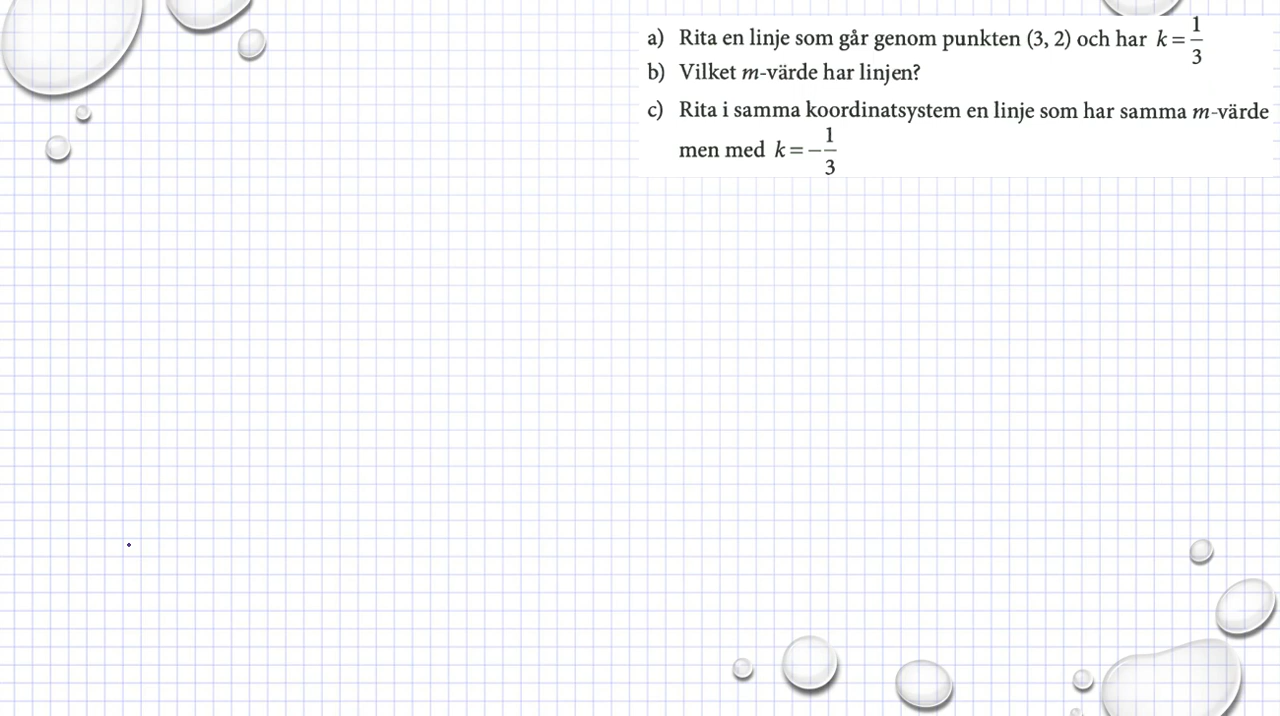 a) Rita en linje som går genom punkten (3, 2) och har k = 1/3
b) Vilket m-värde har linjen?
c) Rita i samma koordinatsystem en linje som har samma m-värde
men med k = −1/3